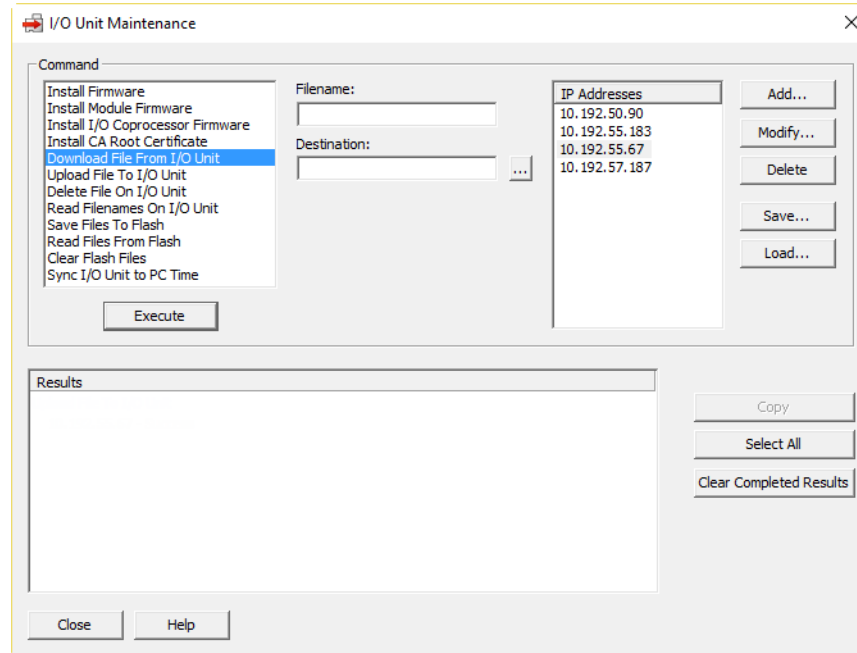 I/O Unit Maintenance
Command
Install Firmware
Install Module Firmware
Install I/O Coprocessor Firmware
Install CA Root Certificate
Download File From I/O Unit
Upload File To I/O Unit
Delete File On I/O Unit
Read Filenames On I/O Unit
Save Files To Flash
Read Files From Flash
Clear Flash Files
Sync I/O Unit to PC Time
Execute
Filename:
Destination:
...
IP Addresses
10.192.50.90
10.192.55.183
10.192.55.67
10.192.57.187
Add...
Modify...
Delete
Save...
Load...
Results
Copy
Select All
Clear Completed Results
Close
Help